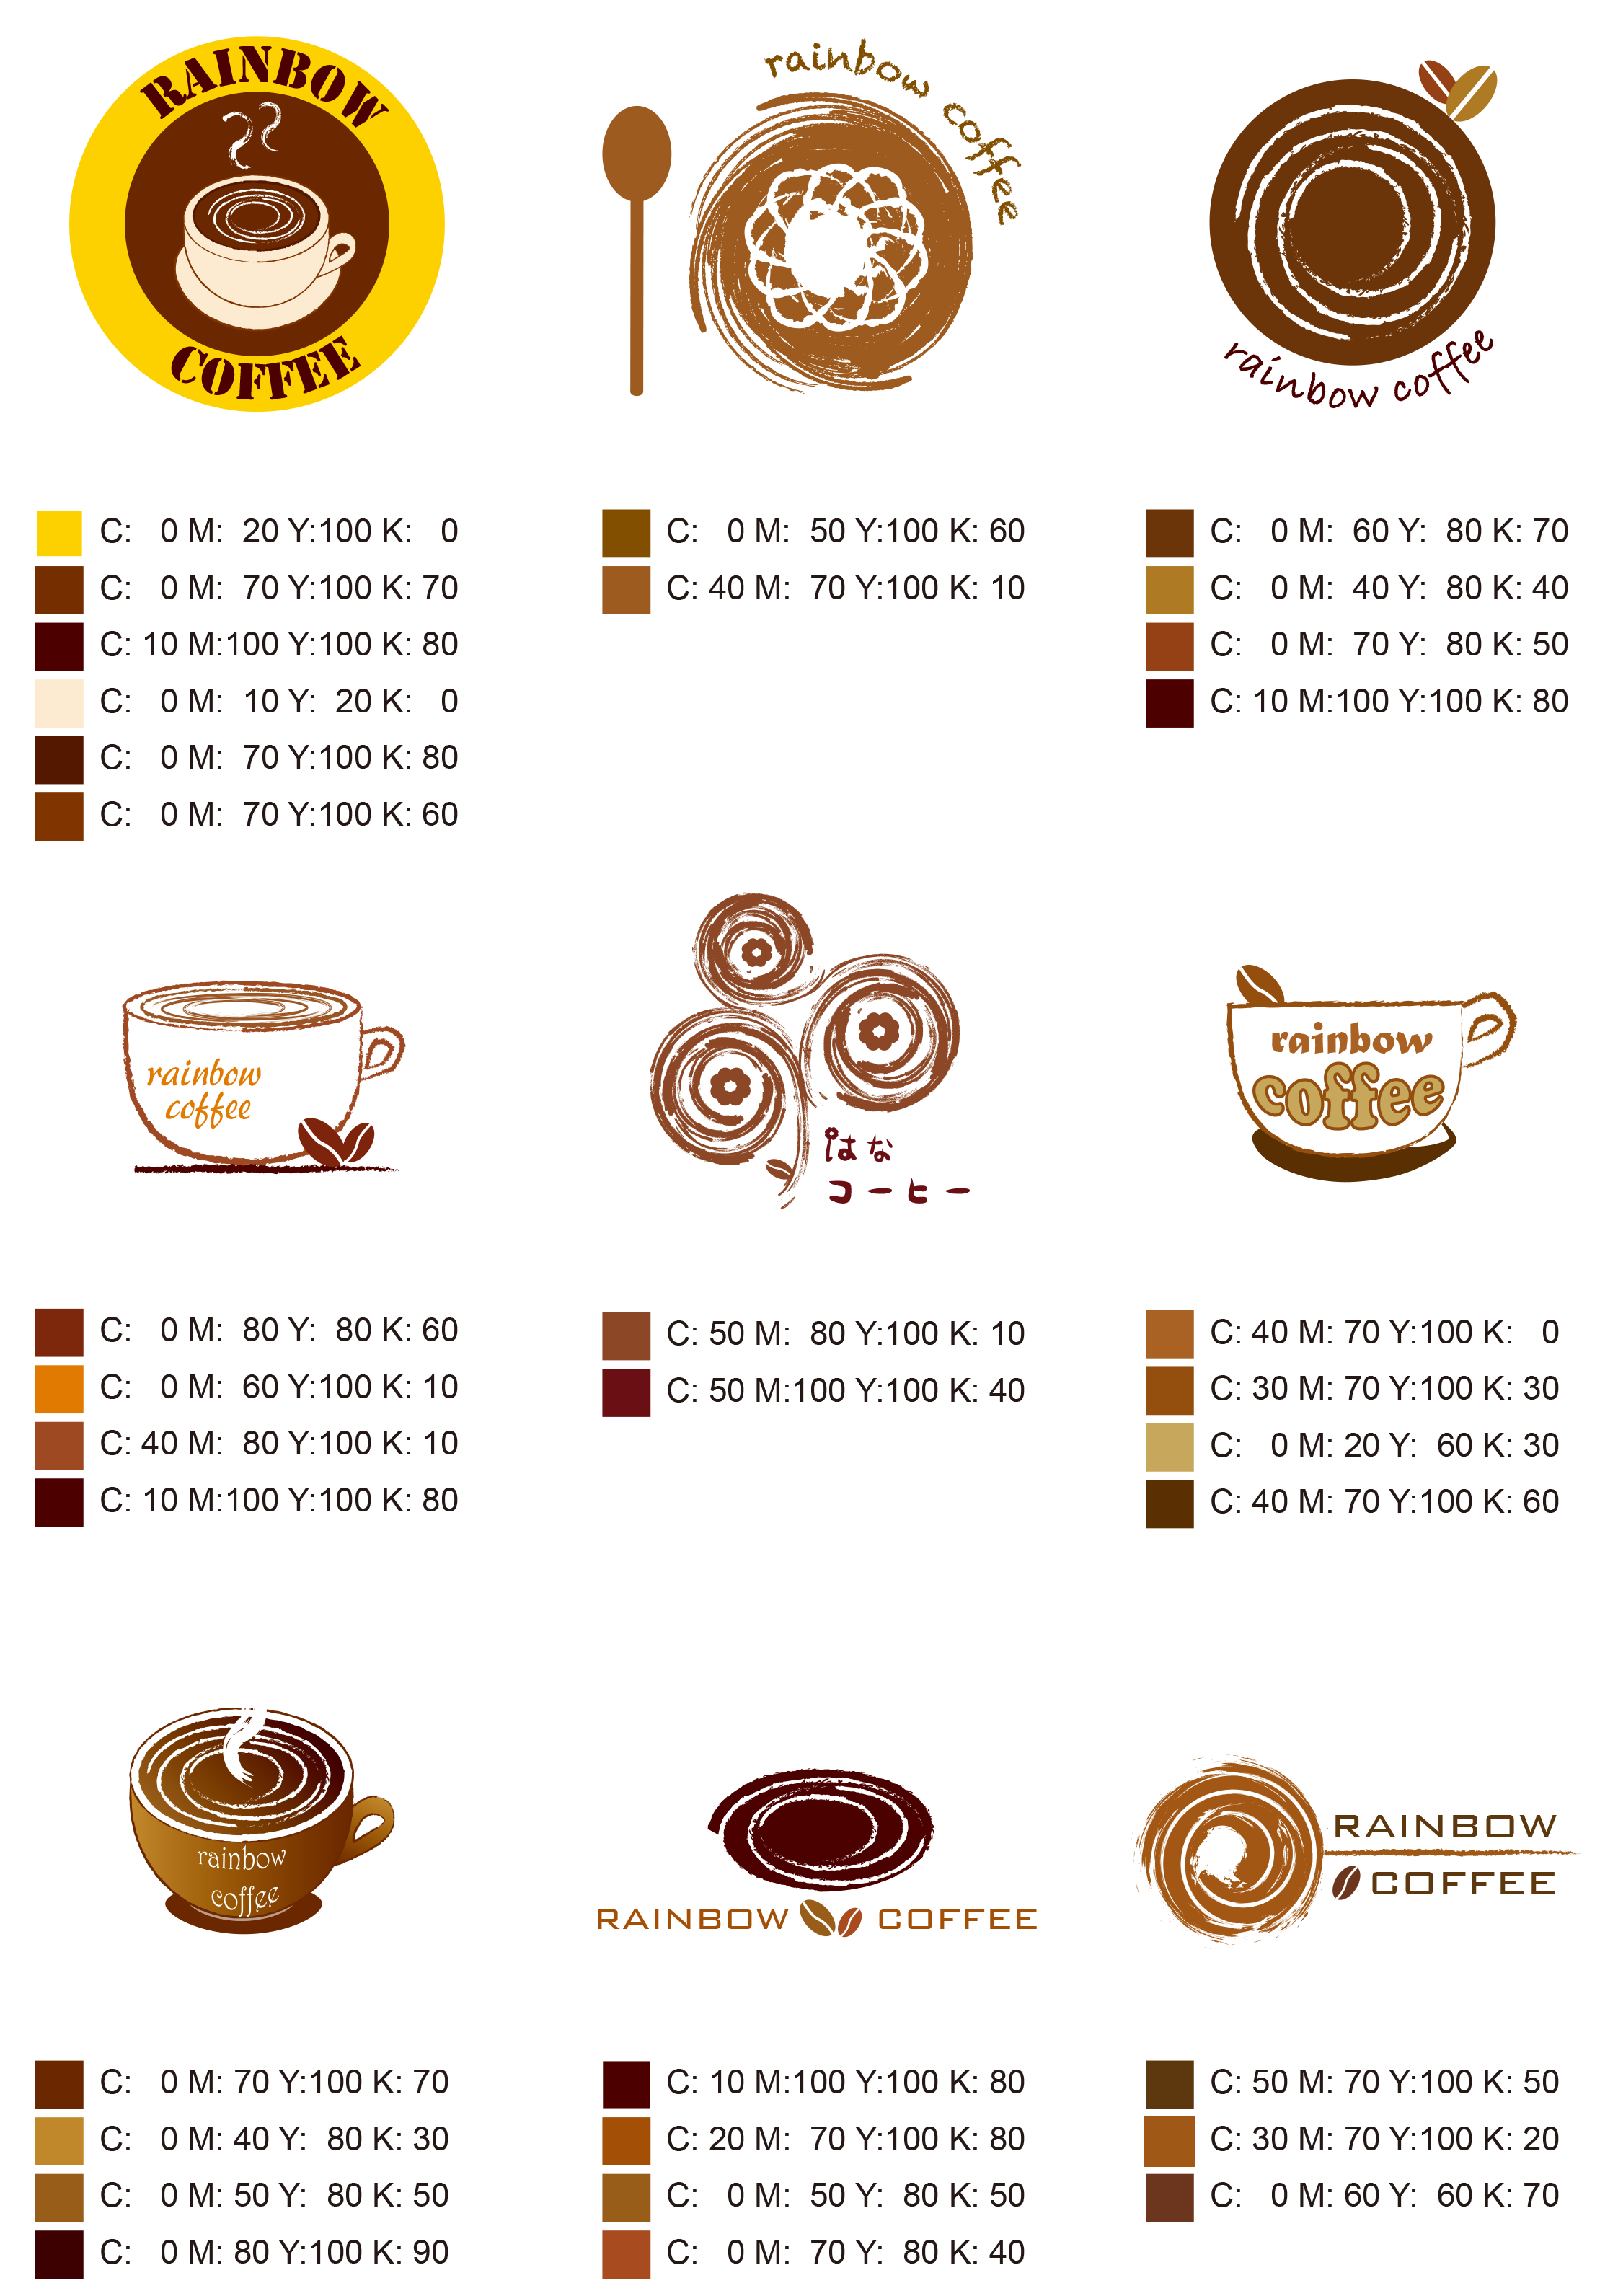 RAINBOW
COFFEE
rainbow coffee
rainbow coffee
C: 0 M: 20 Y:100 K: 0
C: 0 M: 70 Y:100 K: 70
C: 10 M:100 Y:100 K: 80
C: 0 M: 10 Y: 20 K: 0
C: 0 M: 70 Y:100 K: 80
C: 0 M: 70 Y:100 K: 60
C: 0 M: 50 Y:100 K: 60
C: 40 M: 70 Y:100 K: 10
C: 0 M: 60 Y: 80 K: 70
C: 0 M: 40 Y: 80 K: 40
C: 0 M: 70 Y: 80 K: 50
C: 10 M:100 Y:100 K: 80
rainbow
coffee
はな
コーヒー
rainbow
coffee
C: 0 M: 80 Y: 80 K: 60
C: 0 M: 60 Y:100 K: 10
C: 40 M: 80 Y:100 K: 10
C: 10 M:100 Y:100 K: 80
C: 50 M: 80 Y:100 K: 10
C: 50 M:100 Y:100 K: 40
C: 40 M: 70 Y:100 K: 0
C: 30 M: 70 Y:100 K: 30
C: 0 M: 20 Y: 60 K: 30
C: 40 M: 70 Y:100 K: 60
rainbow
coffee
RAINBOW COFFEE
RAINBOW
COFFEE
C: 0 M: 70 Y:100 K: 70
C: 0 M: 40 Y: 80 K: 30
C: 0 M: 50 Y: 80 K: 50
C: 0 M: 80 Y:100 K: 90
C: 10 M:100 Y:100 K: 80
C: 20 M: 70 Y:100 K: 80
C: 0 M: 50 Y: 80 K: 50
C: 0 M: 70 Y: 80 K: 40
C: 50 M: 70 Y:100 K: 50
C: 30 M: 70 Y:100 K: 20
C: 0 M: 60 Y: 60 K: 70